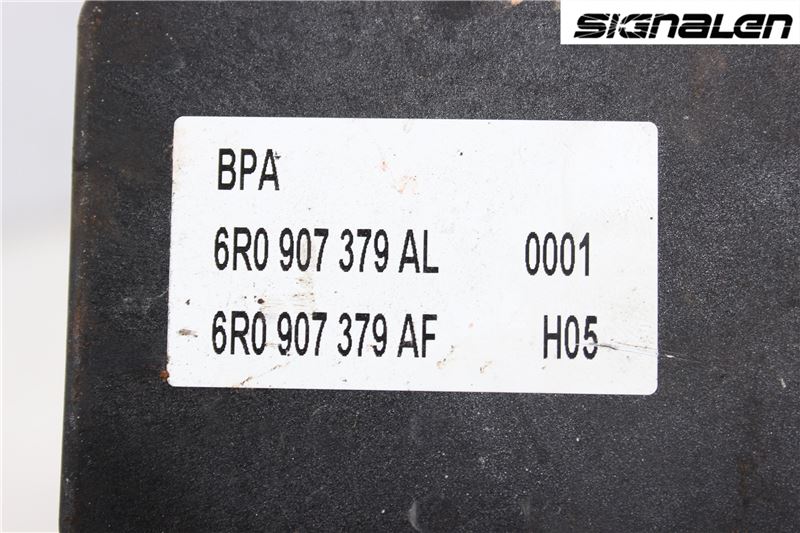 SIGNALEN
BPA
6R0 907 379 AL 0001
6R0 907 379 AF H05